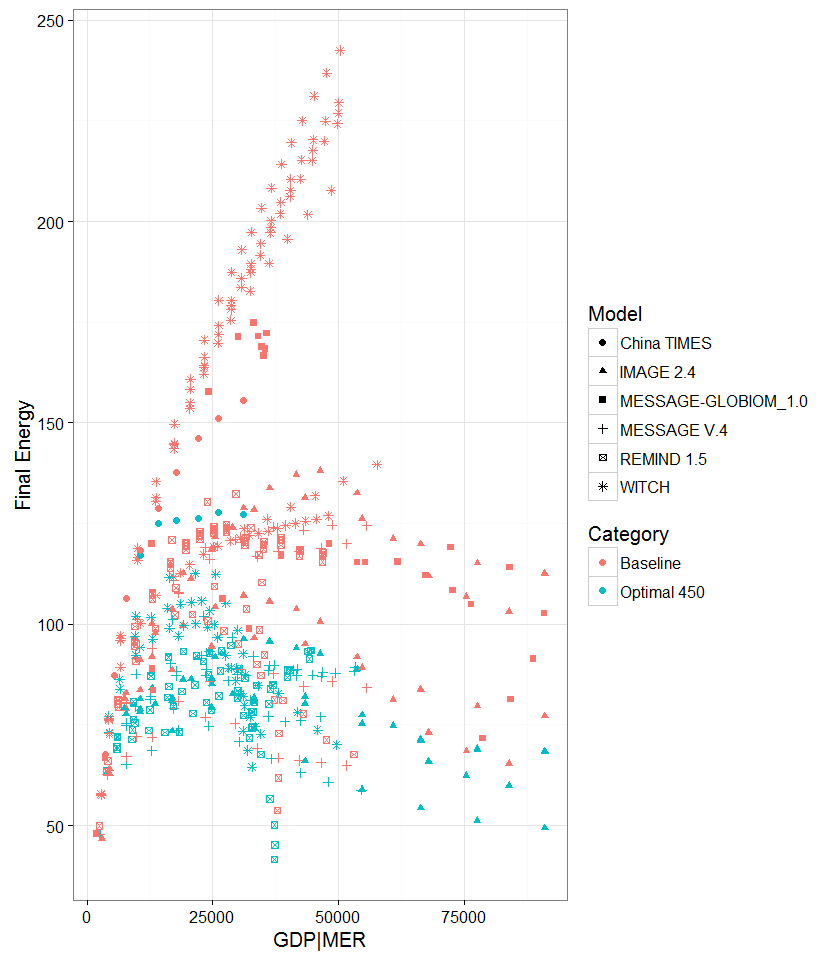 250
200
150
100
50
Final Energy
0
25000
50000
75000
GDP|MER
Model
China TIMES
IMAGE 2.4
MESSAGE-GLOBIOM_1.0
MESSAGE V.4
REMIND 1.5
WITCH
Category
Baseline
Optimal 450